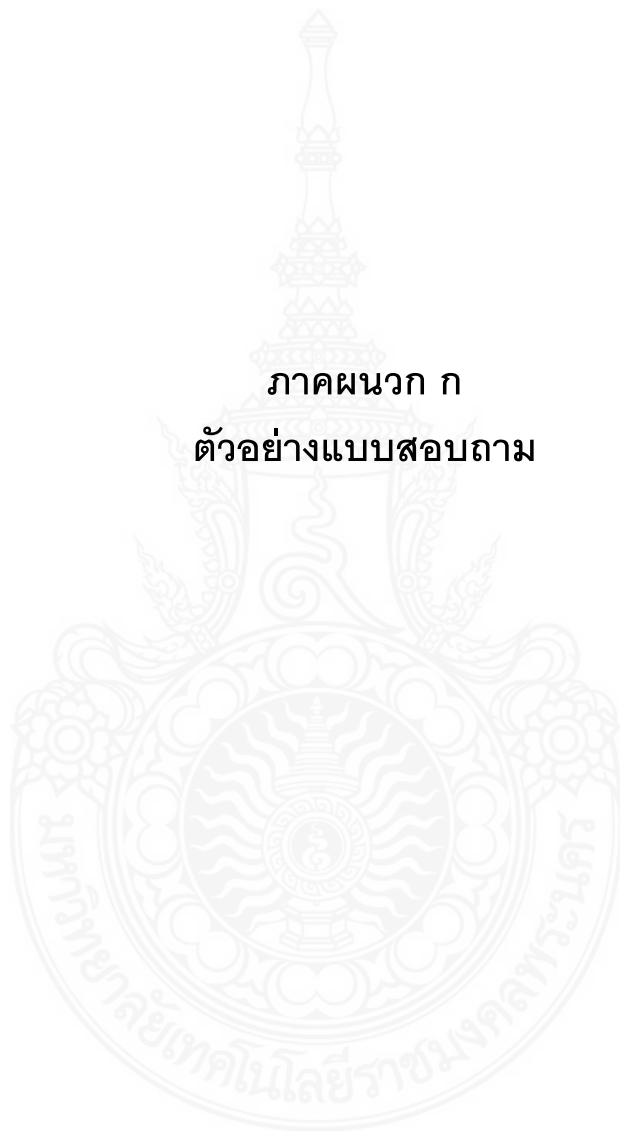 ภาคผนวก ก
ตัวอย่างแบบสอบถาม
มหาวิทยาลัยเทคโนโลยีราชมงคลพระนคร